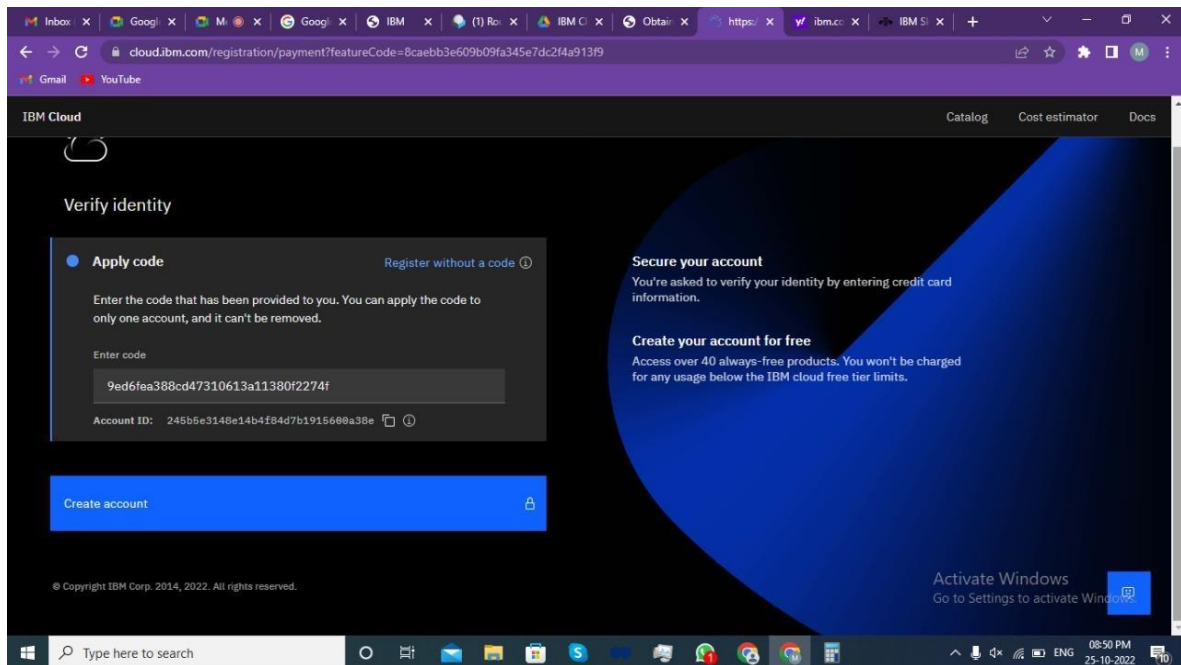 Inbox
Googl
M
Googl
IBM
(1) Ro
IBM Cl
Obtain
https:/
ibm.co
IBM S
cloud.ibm.com/registration/payment?featureCode=8caebb3e609b09fa345e7dc2f4a913f9
M
Gmail
YouTube
IBM Cloud
Catalog
Cost estimator
Docs
Verify identity
Apply code
Register without a code
Enter the code that has been provided to you. You can apply the code to
only one account, and it can't be removed.
Enter code
9ed6fea388cd47310613a11380f2274f
Account ID: 245b5e3148e14b4f84d7b1915600a38e
Create account
Secure your account
You're asked to verify your identity by entering credit card
information.
Create your account for free
Access over 40 always-free products. You won't be charged
for any usage below the IBM cloud free tier limits.
© Copyright IBM Corp. 2014, 2022. All rights reserved.
Activate Windows
Go to Settings to activate Windows.
Type here to search
ENG
08:50 PM
25-10-2022